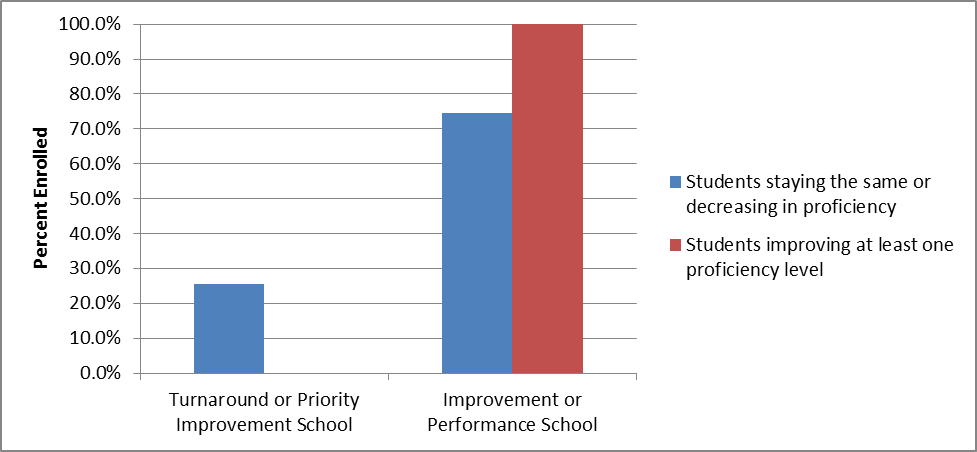 100.0%
90.0%
80.0%
70.0%
60.0%
50.0%
40.0%
30.0%
20.0%
10.0%
0.0%
Percent Enrolled
Turnaround or Priority
Improvement School
Improvement or
Performance School
Students staying the same or
decreasing in proficiency
Students improving at least one
proficiency level